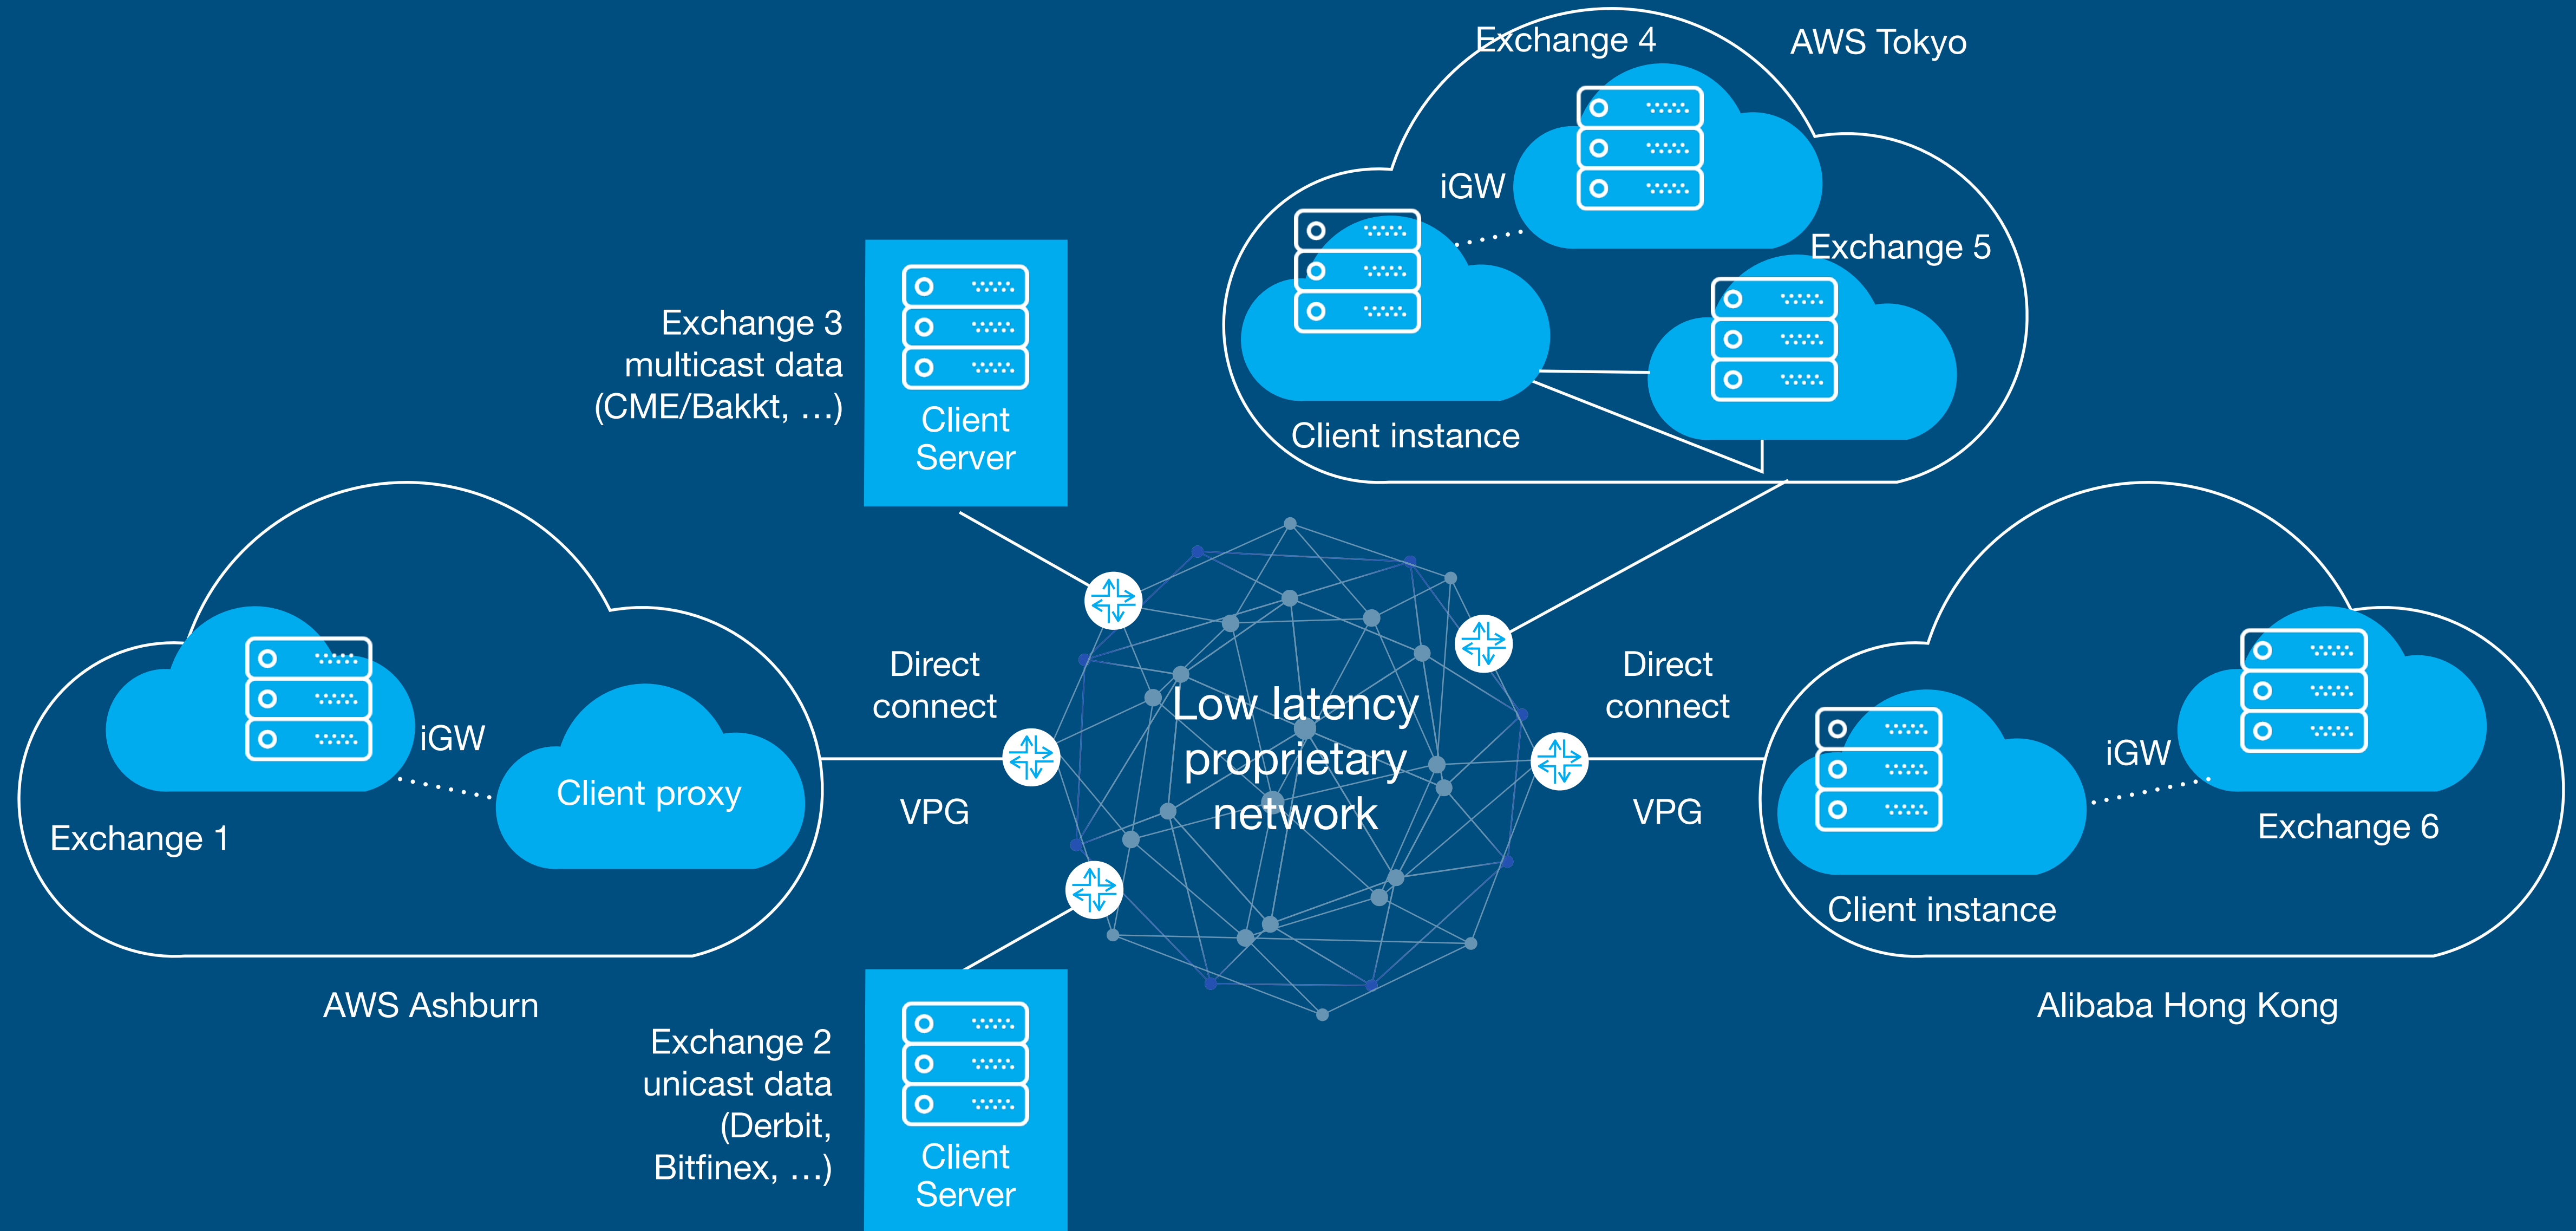 Exchange 4
AWS Tokyo
iGW
Exchange 5
Client instance
Exchange 3
multicast data
(CME/Bakkt, …)
Client
Server
Exchange 1
iGW
Client proxy
AWS Ashburn
Direct
connect
VPG
Low latency
proprietary
network
Direct
connect
VPG
iGW
Exchange 6
Client instance
Alibaba Hong Kong
Exchange 2
unicast data
(Derbit,
Bitfinex, …)
Client
Server